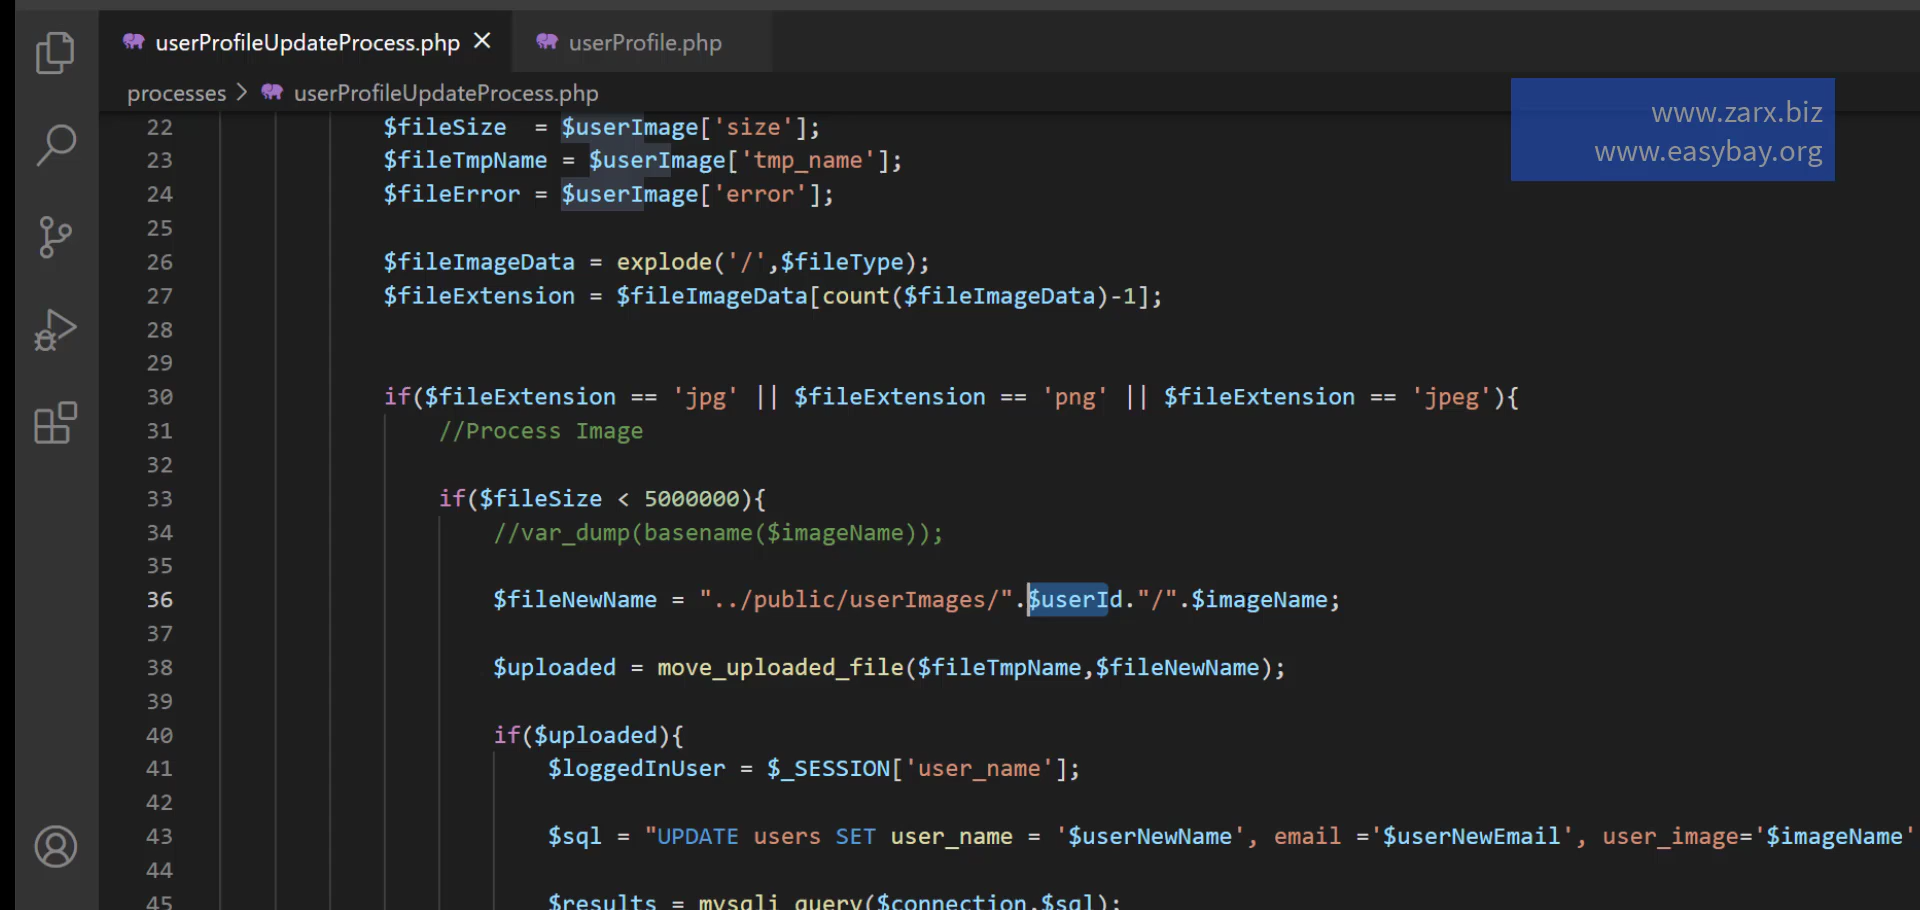 userProfileUpdateProcess.php
userProfile.php
processes > userProfileUpdateProcess.php
www.zarx.biz
www.easybay.org
22 $fileSize = $userImage['size'];
23 $fileTmpName = $userImage['tmp_name'];
24 $fileError = $userImage['error'];
25
26 $fileImageData = explode('/',$fileType);
27 $fileExtension = $fileImageData[count($fileImageData)-1];
28
29
30 if($fileExtension == 'jpg' || $fileExtension == 'png' || $fileExtension == 'jpeg'){
31 //Process Image
32
33 if($fileSize < 5000000){
34 //var_dump(basename($imageName));
35
36 $fileNewName = "../public/userImages/".$userId."/".$imageName;
37
38 $uploaded = move_uploaded_file($fileTmpName,$fileNewName);
39
40 if($uploaded){
41 $loggedInUser = $_SESSION['user_name'];
42
43 $sql = "UPDATE users SET user_name = '$userNewName', email ='$userNewEmail', user_image='$imageName'
44
45 $results = mysqli_query($connection,$sql);